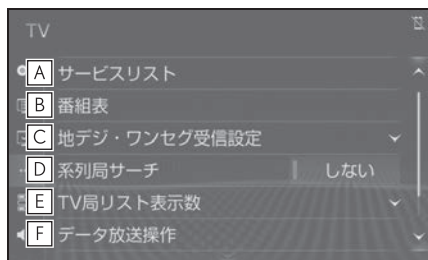 TV
A サービスリスト
B 番組表
C 地デジ・ワンセグ受信設定
D 系列局サーチ しない
E TV局リスト表示数
F データ放送操作